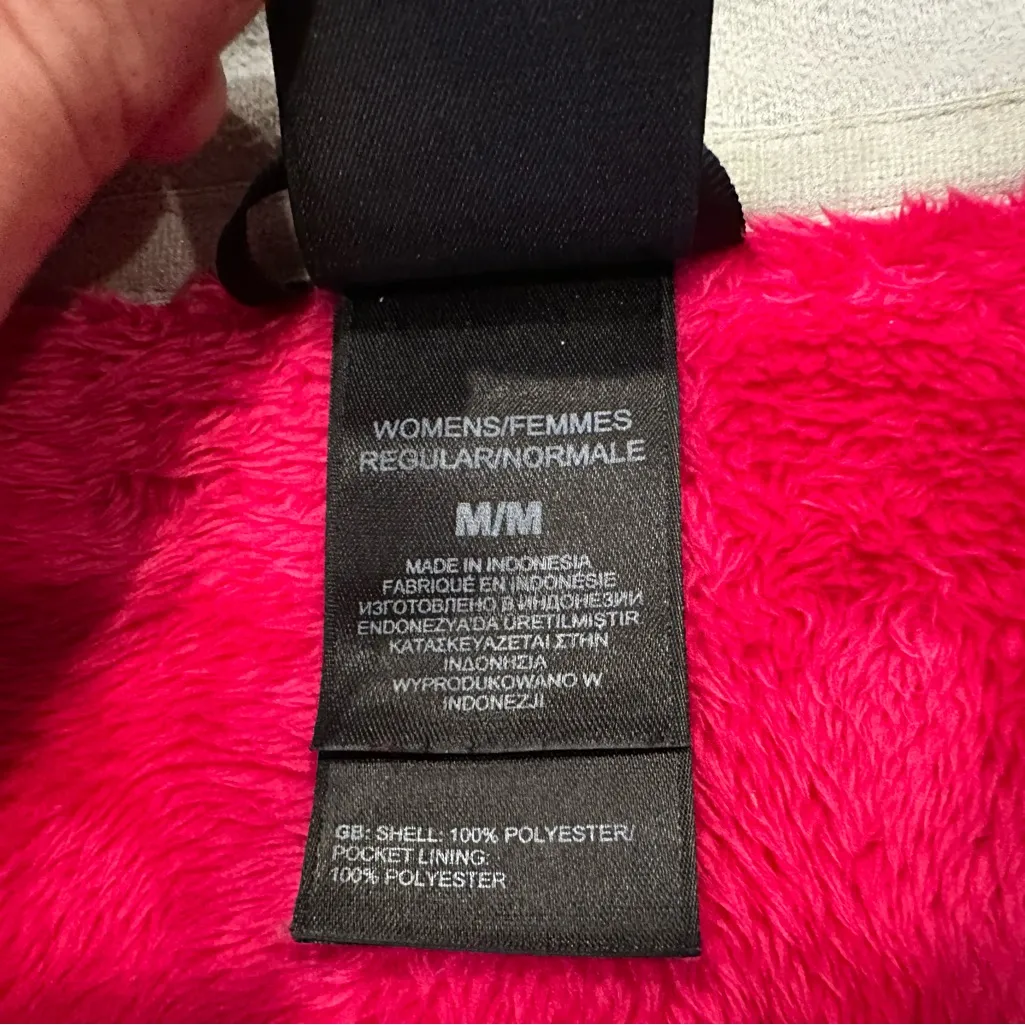 WOMENS/FEMMES
REGULAR/NORMALE
M/M
MADE IN INDONESIA
FABRIQUÉ EN INDONÉSIE
ИЗГОТОВЛЕНО В ИНДОНЕЗИИ
ENDONEZYA'DA ÜRETILMIŞTIR
ΚΑΤΑΣΚΕΥΑΖΕΤΑΙ ΣΤΗΝ
ΙΝΔΟΝΗΣΙΑ
WYPRODUKOWANO W
INDONEZJI
GB: SHELL: 100% POLYESTER/
POCKET LINING:
100% POLYESTER